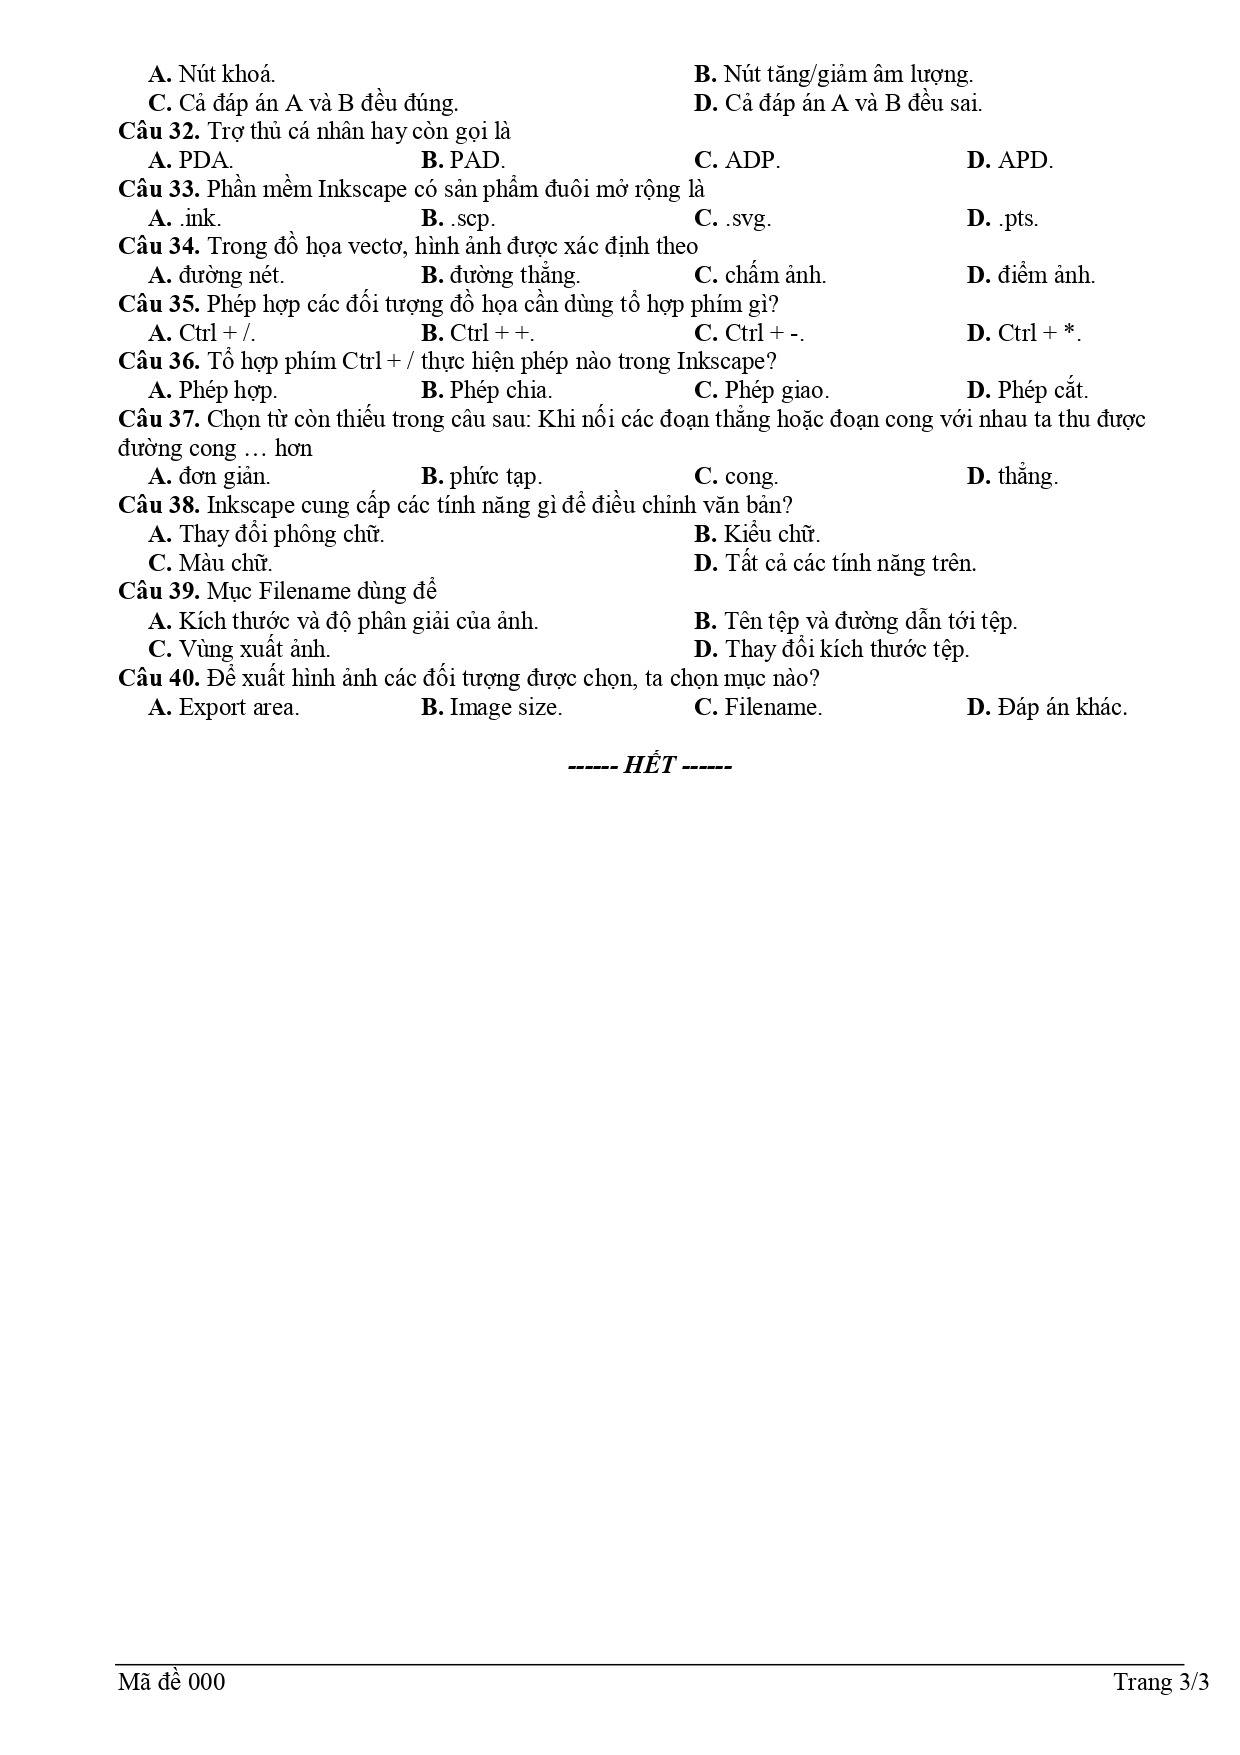 A. Nút khoá. B. Nút tăng/giảm âm lượng.
C. Cả đáp án A và B đều đúng. D. Cả đáp án A và B đều sai.
Câu 32. Trợ thủ cá nhân hay còn gọi là
A. PDA. B. PAD. C. ADP. D. APD.
Câu 33. Phần mềm Inkscape có sản phẩm đuôi mở rộng là
A. .ink. B. .scp. C. .svg. D. .pts.
Câu 34. Trong đồ họa vectơ, hình ảnh được xác định theo
A. đường nét. B. đường thẳng. C. chấm ảnh. D. điểm ảnh.
Câu 35. Phép hợp các đối tượng đồ họa cần dùng tổ hợp phím gì?
A. Ctrl + /. B. Ctrl + +. C. Ctrl + -. D. Ctrl + *.
Câu 36. Tổ hợp phím Ctrl + / thực hiện phép nào trong Inkscape?
A. Phép hợp. B. Phép chia. C. Phép giao. D. Phép cắt.
Câu 37. Chọn từ còn thiếu trong câu sau: Khi nối các đoạn thẳng hoặc đoạn cong với nhau ta thu được
đường cong … hơn
A. đơn giản. B. phức tạp. C. cong. D. thẳng.
Câu 38. Inkscape cung cấp các tính năng gì để điều chỉnh văn bản?
A. Thay đổi phông chữ. B. Kiểu chữ.
C. Màu chữ. D. Tất cả các tính năng trên.
Câu 39. Mục Filename dùng để
A. Kích thước và độ phân giải của ảnh. B. Tên tệp và đường dẫn tới tệp.
C. Vùng xuất ảnh. D. Thay đổi kích thước tệp.
Câu 40. Để xuất hình ảnh các đối tượng được chọn, ta chọn mục nào?
A. Export area. B. Image size. C. Filename. D. Đáp án khác.
------ HẾT ------
Mã đề 000 Trang 3/3